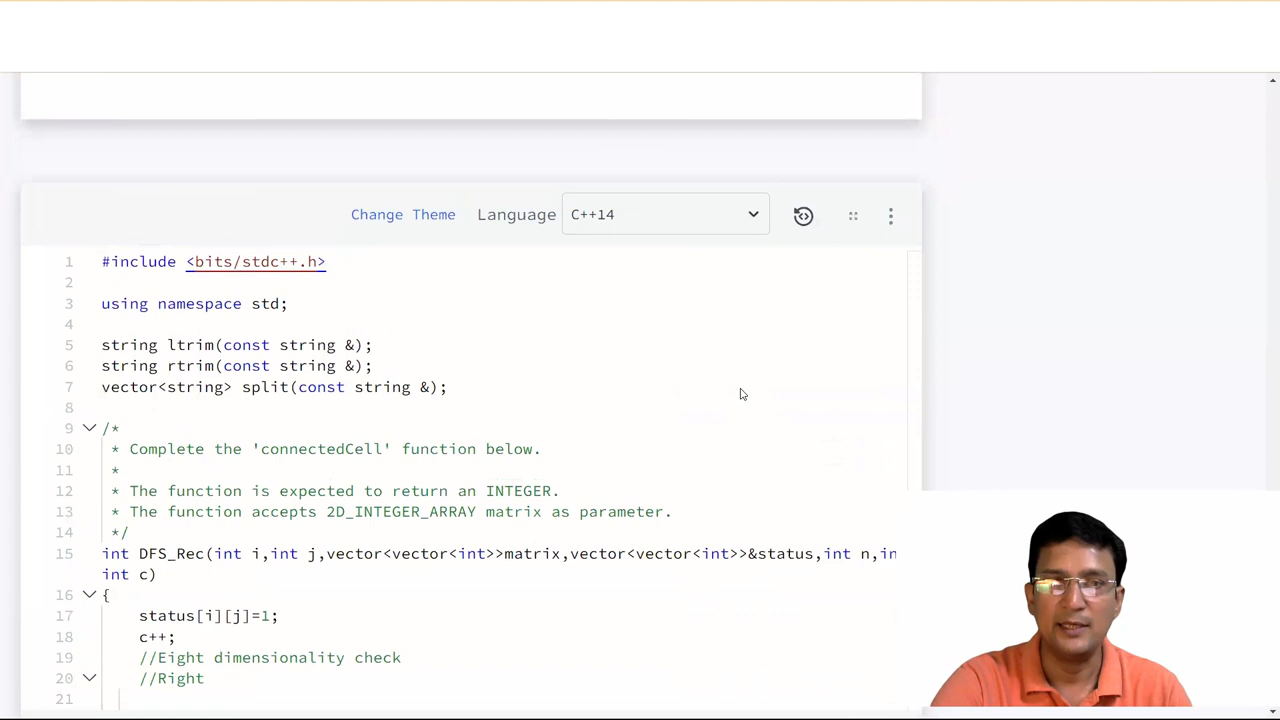 Change Theme Language C++14
1 #include <bits/stdc++.h>
2
3 using namespace std;
4
5 string ltrim(const string &);
6 string rtrim(const string &);
7 vector<string> split(const string &);
8
9 /*
10 * Complete the 'connectedCell' function below.
11 *
12 * The function is expected to return an INTEGER.
13 * The function accepts 2D_INTEGER_ARRAY matrix as parameter.
14 */
15 int DFS_Rec(int i,int j,vector<vector<int>>matrix,vector<vector<int>>&status,int n,in
int c)
16 {
17 status[i][j]=1;
18 c++;
19 //Eight dimensionality check
20 //Right
21